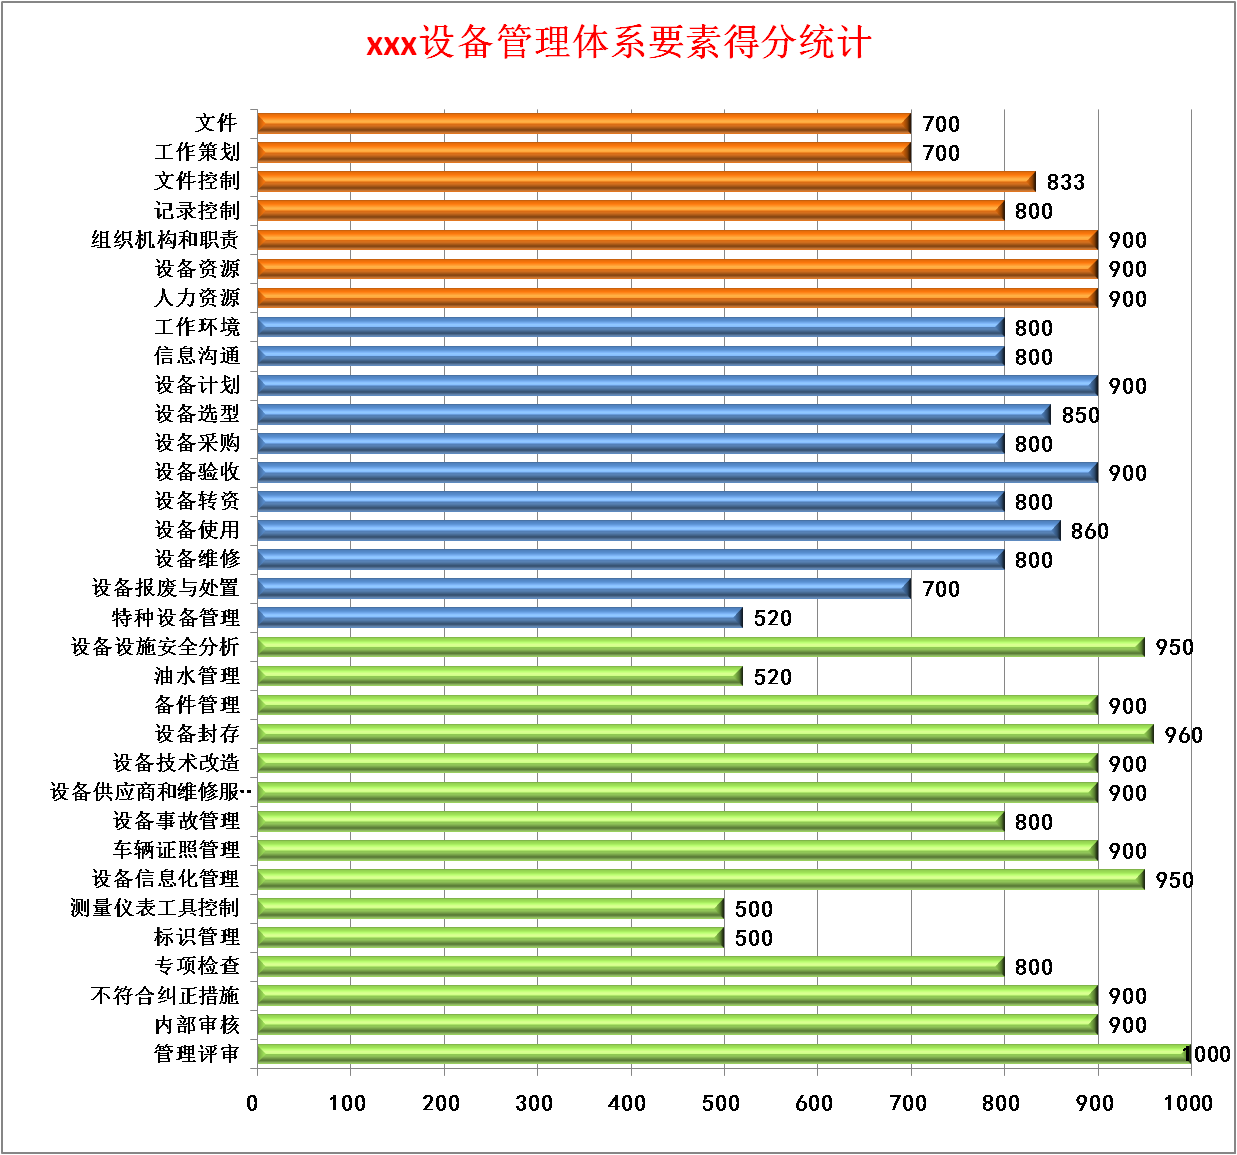 xxx设备管理体系要素得分统计
文件 700
工作策划 700
文件控制 833
记录控制 800
组织机构和职责 900
设备资源 900
人力资源 900
工作环境 800
信息沟通 800
设备计划 900
设备选型 850
设备采购 800
设备验收 900
设备转资 800
设备使用 860
设备维修 800
设备报废与处置 700
特种设备管理 520
设备设施安全分析 950
油水管理 520
备件管理 900
设备封存 960
设备技术改造 900
设备供应商和维修服… 900
设备事故管理 800
车辆证照管理 900
设备信息化管理 950
测量仪表工具控制 500
标识管理 500
专项检查 800
不符合纠正措施 900
内部审核 900
管理评审 1000
0 100 200 300 400 500 600 700 800 900 1000